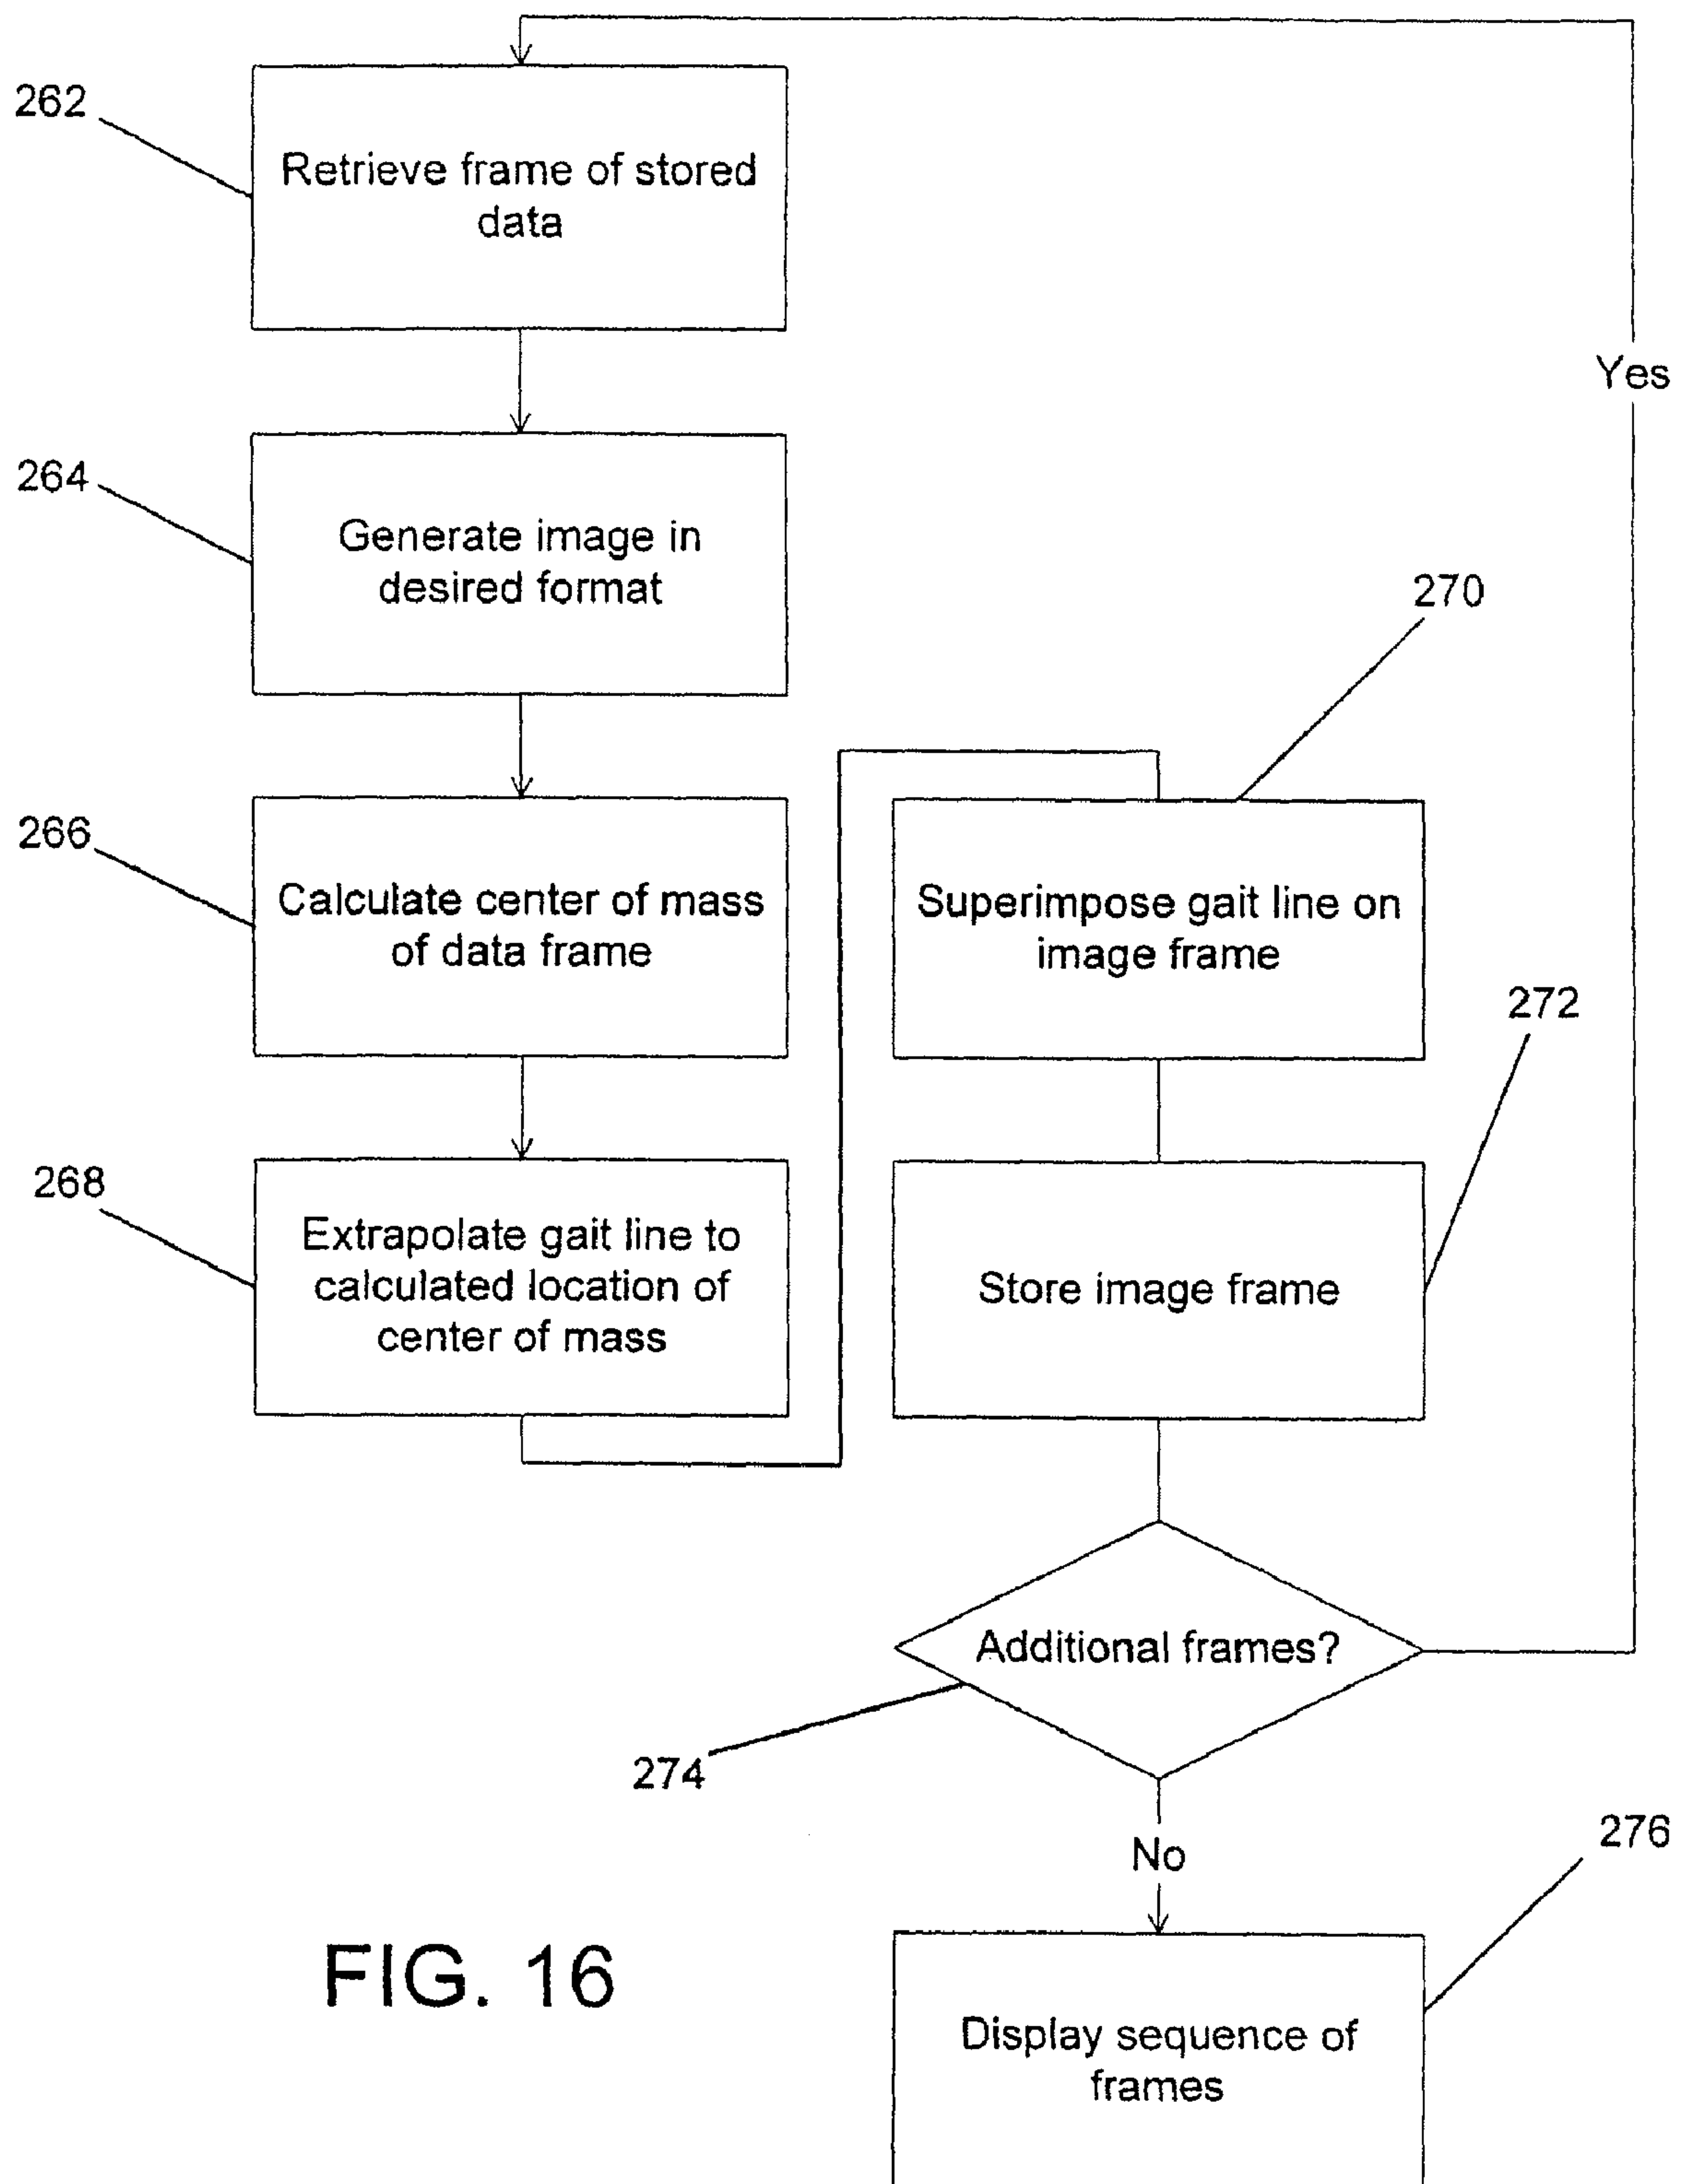 262
Retrieve frame of stored
data
Yes
264
Generate image in
desired format
266
Calculate center of mass
of data frame
268
Extrapolate gait line to
calculated location of
center of mass
270
Superimpose gait line on
image frame
272
Store image frame
Additional frames?
274
No
276
Display sequence of
frames
FIG. 16